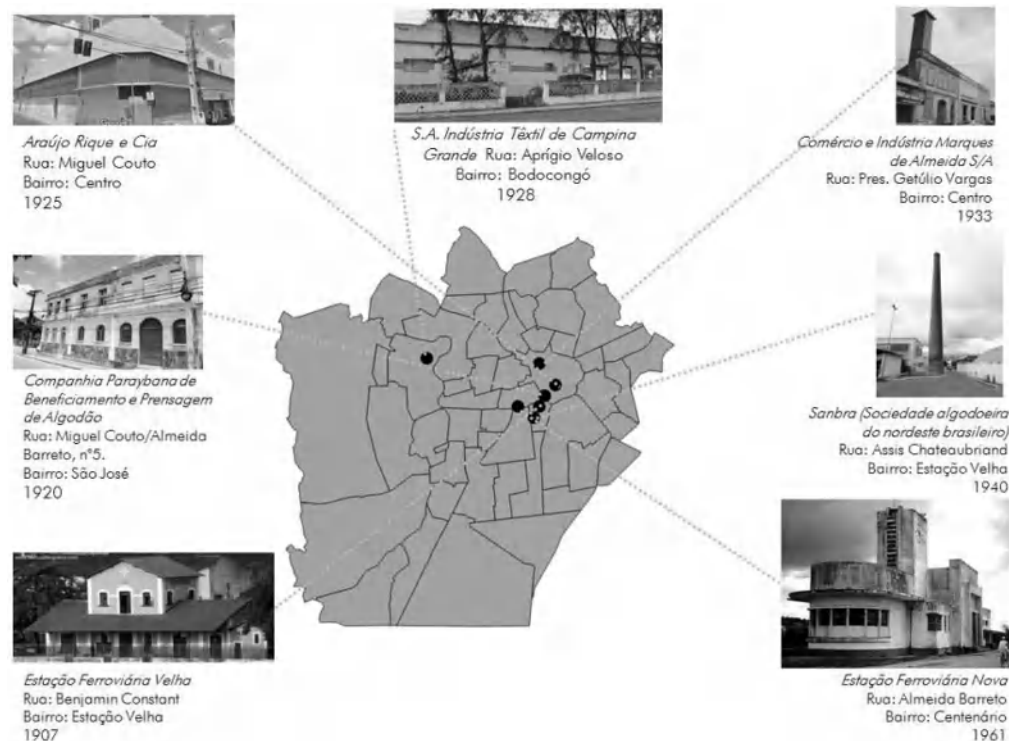 Araújo Rique e Cia
Rua: Miguel Couto
Bairro: Centro
1925
S.A. Indústria Têxtil de Campina
Grande Rua: Aprígio Veloso
Bairro: Bodocongó
1928
Comércio e Indústria Marques
de Almeida S/A
Rua: Pres. Getúlio Vargas
Bairro: Centro
1933
Companhia Paraybana de
Beneficiamento e Prensagem
de Algodão
Rua: Miguel Couto/Almeida
Barreto, n°5.
Bairro: São José
1920
Sanbra (Sociedade algodoeira
do nordeste brasileiro)
Rua: Assis Chateaubriand
Bairro: Estação Velha
1940
Estação Ferroviária Velha
Rua: Benjamin Constant
Bairro: Estação Velha
1907
Estação Ferroviária Nova
Rua: Almeida Barreto
Bairro: Centenário
1961